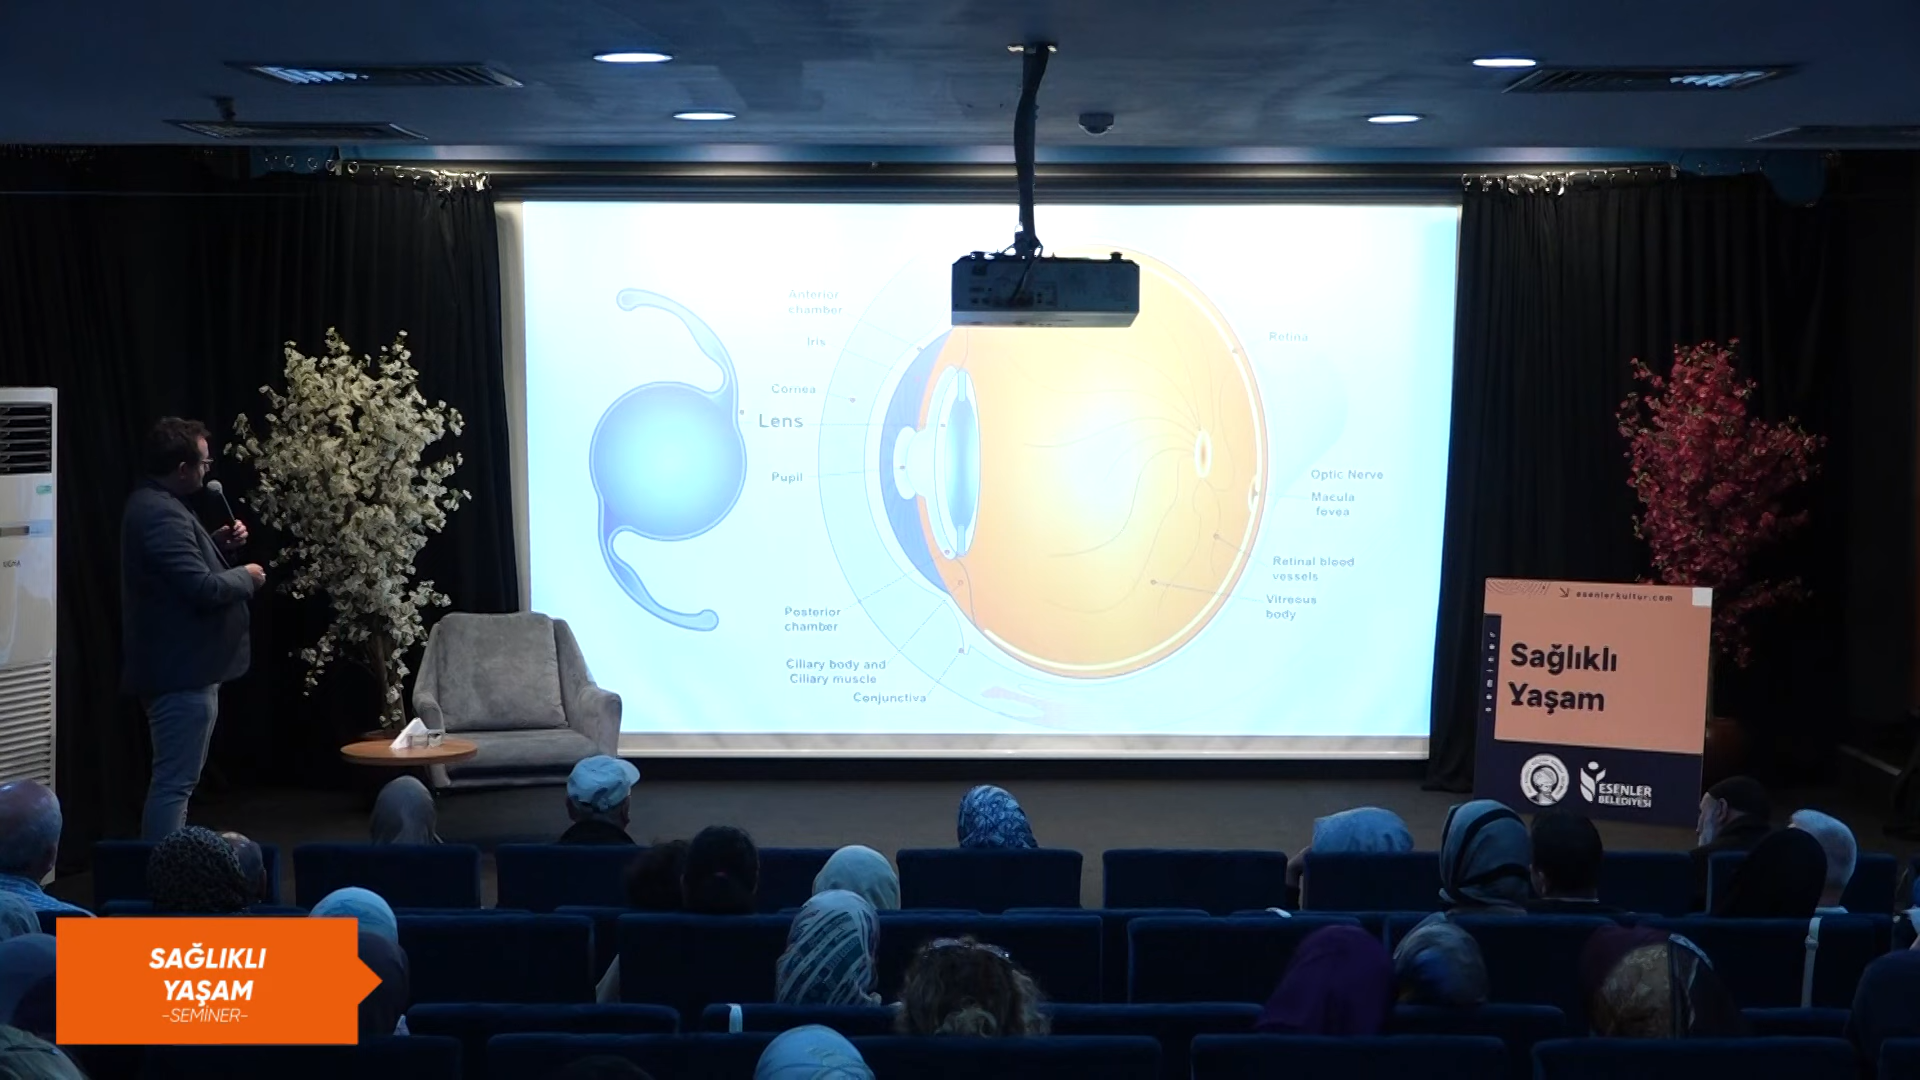 Anterior
chamber
Iris
Cornea
Lens
Pupil
Posterior
chamber
Ciliary body and
Ciliary muscle
Conjunctiva
Retina
Optic Nerve
Macula
fovea
Retinal blood
vessels
Vitreous
body
esenlerkultur.com
seminer
Sağlıklı
Yaşam
ESENLER
BELEDİYESİ
SAĞLIKLI
YAŞAM
-SEMİNER-